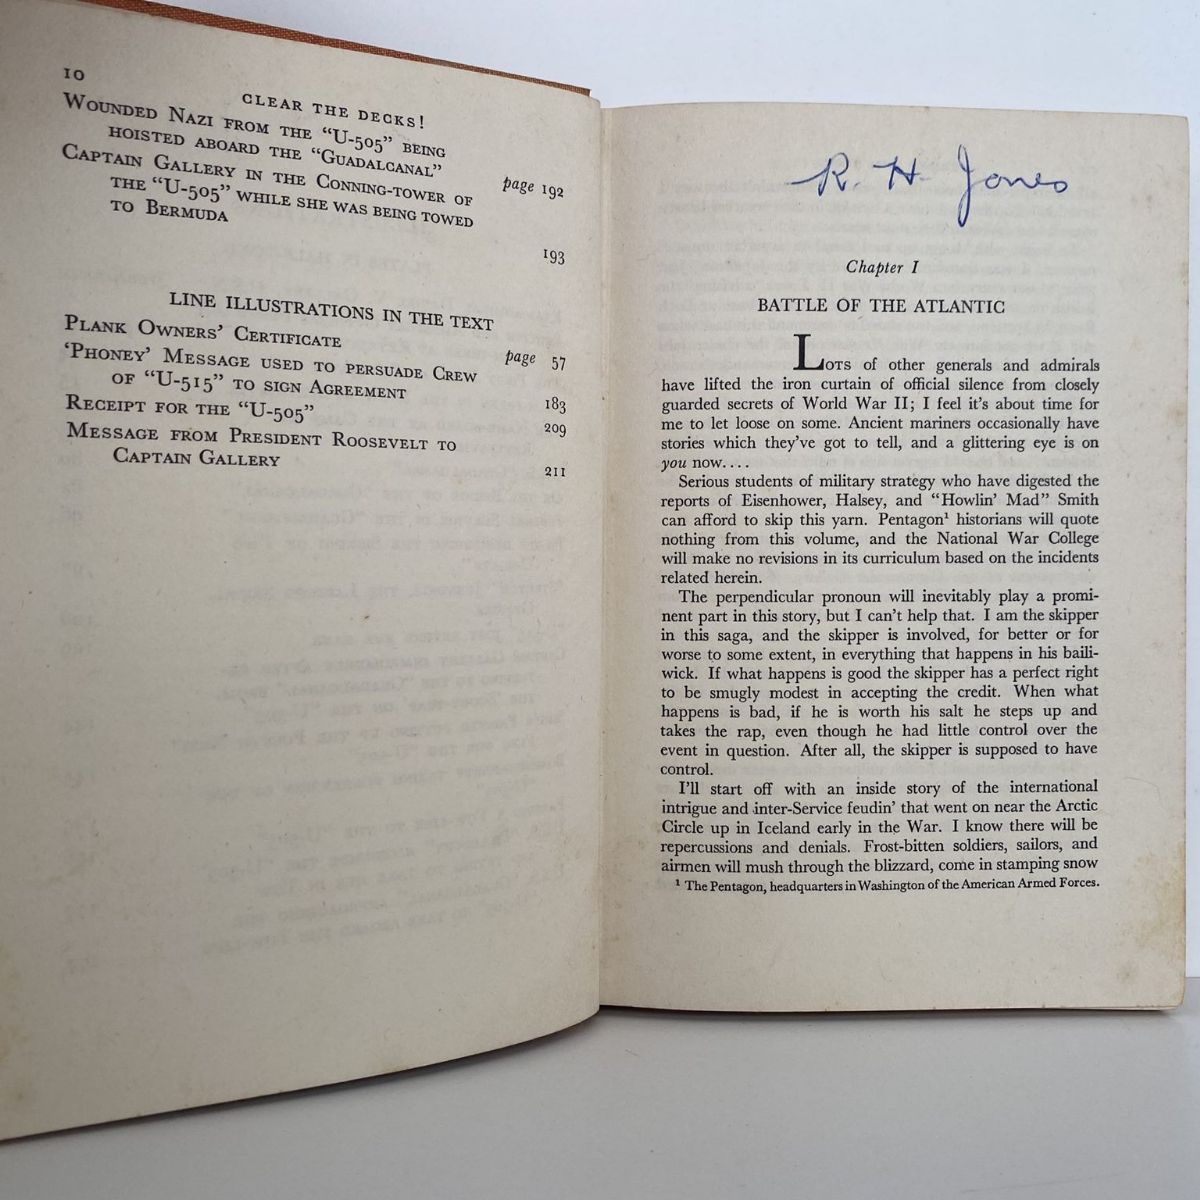 10
CLEAR THE DECKS!
WOUNDED NAZI FROM THE "U-505" BEING
HOISTED ABOARD THE "GUADALCANAL"
page 192
CAPTAIN GALLERY IN THE CONNING-TOWER OF
THE "U-505" WHILE SHE WAS BEING TOWED
TO BERMUDA
193
LINE ILLUSTRATIONS IN THE TEXT
PLANK OWNERS' CERTIFICATE
page 57
'PHONEY' MESSAGE USED TO PERSUADE CREW
OF "U-515" TO SIGN AGREEMENT
183
RECEIPT FOR THE "U-505"
209
MESSAGE FROM PRESIDENT ROOSEVELT TO
CAPTAIN GALLERY
211
R. H. Jones
Chapter I
BATTLE OF THE ATLANTIC
LOTS of other generals and admirals
have lifted the iron curtain of official silence from closely
guarded secrets of World War II; I feel it's about time for
me to let loose on some. Ancient mariners occasionally have
stories which they've got to tell, and a glittering eye is on
you now....
Serious students of military strategy who have digested the
reports of Eisenhower, Halsey, and "Howlin' Mad" Smith
can afford to skip this yarn. Pentagon¹ historians will quote
nothing from this volume, and the National War College
will make no revisions in its curriculum based on the incidents
related herein.
The perpendicular pronoun will inevitably play a promi-
nent part in this story, but I can't help that. I am the skipper
in this saga, and the skipper is involved, for better or for
worse to some extent, in everything that happens in his baili-
wick. If what happens is good the skipper has a perfect right
to be smugly modest in accepting the credit. When what
happens is bad, if he is worth his salt he steps up and
takes the rap, even though he had little control over the
event in question. After all, the skipper is supposed to have
control.
I'll start off with an inside story of the international
intrigue and inter-Service feudin' that went on near the Arctic
Circle up in Iceland early in the War. I know there will be
repercussions and denials. Frost-bitten soldiers, sailors, and
airmen will mush through the blizzard, come in stamping snow
¹ The Pentagon, headquarters in Washington of the American Armed Forces.